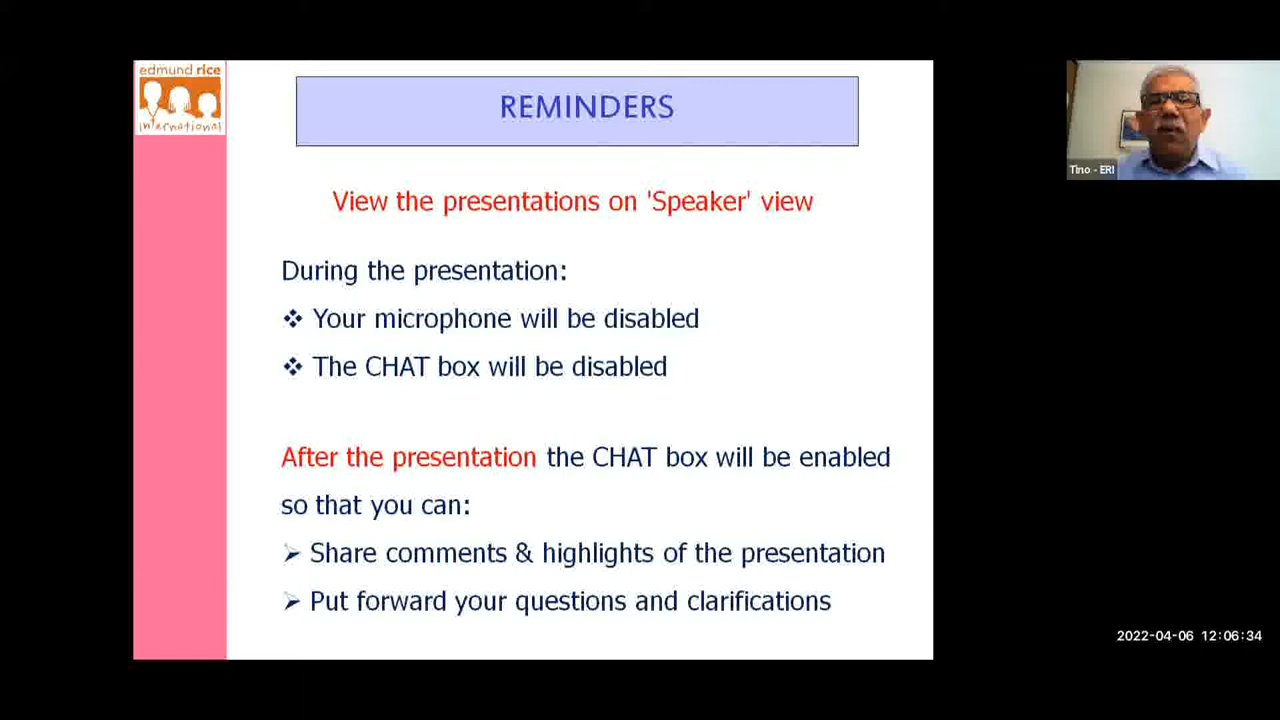 edmund rice
international
REMINDERS
View the presentations on 'Speaker' view
During the presentation:
❖ Your microphone will be disabled
❖ The CHAT box will be disabled
After the presentation the CHAT box will be enabled
so that you can:
➢ Share comments & highlights of the presentation
➢ Put forward your questions and clarifications
Tino - ERI
2022-04-06 12:06:34